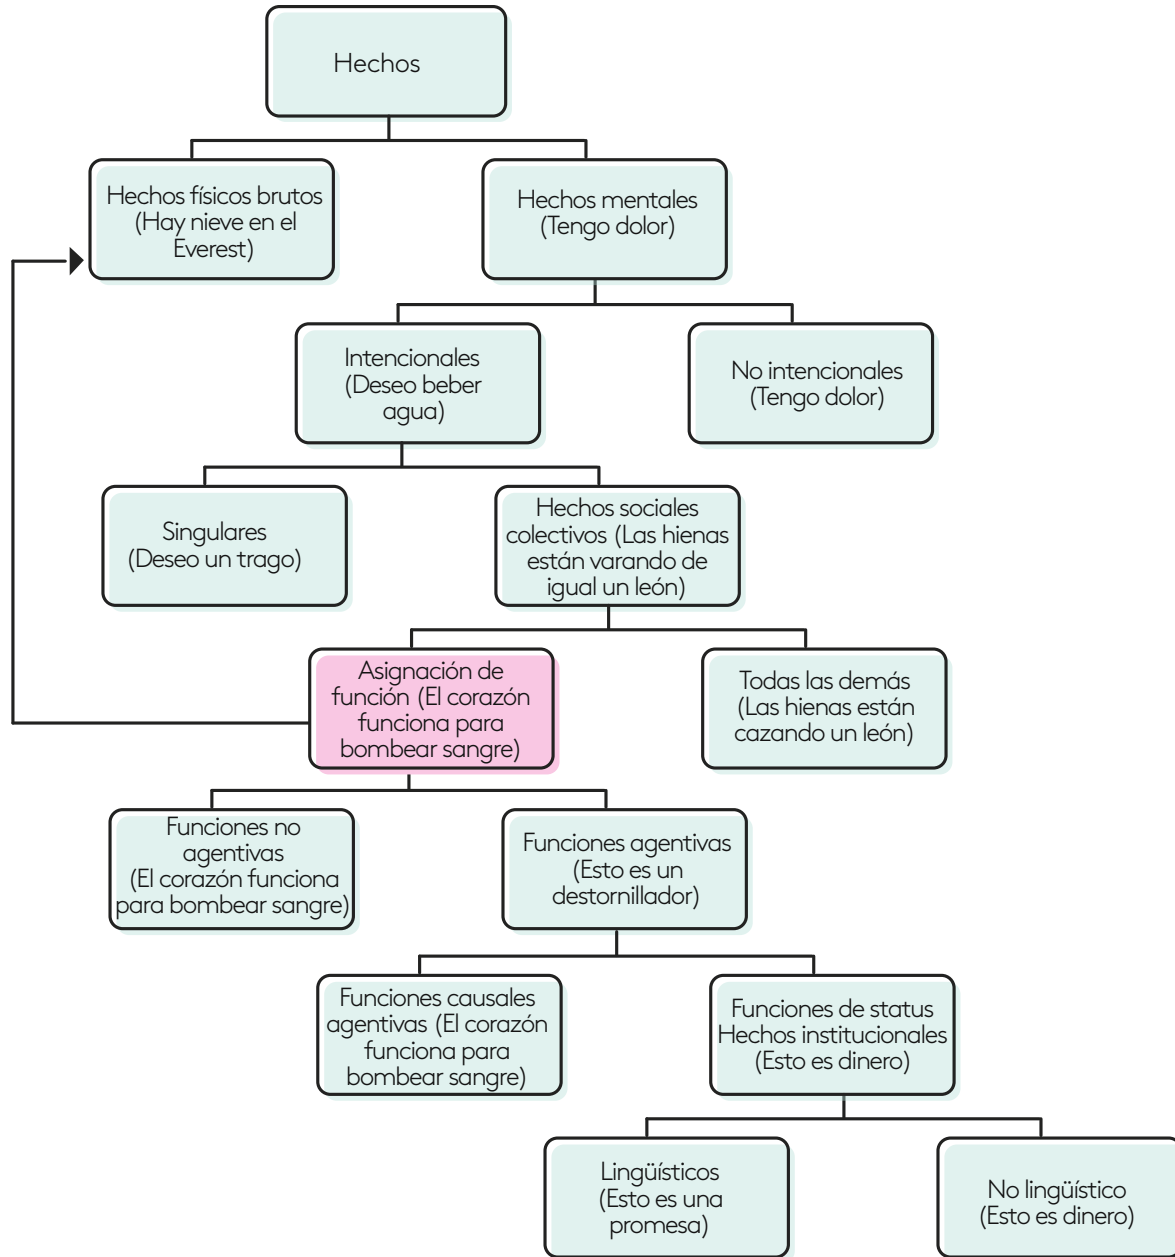 Hechos
Hechos físicos brutos
(Hay nieve en el
Everest)
Hechos mentales
(Tengo dolor)
Intencionales
(Deseo beber
agua)
No intencionales
(Tengo dolor)
Singulares
(Deseo un trago)
Hechos sociales
colectivos (Las hienas
están varando de
igual un león)
Asignación de
función (El corazón
funciona para
bombear sangre)
Todas las demás
(Las hienas están
cazando un león)
Funciones no
agentivas
(El corazón funciona
para bombear sangre)
Funciones agentivas
(Esto es un
destornillador)
Funciones causales
agentivas (El corazón
funciona para
bombear sangre)
Funciones de status
Hechos institucionales
(Esto es dinero)
Lingüísticos
(Esto es una
promesa)
No lingüístico
(Esto es dinero)